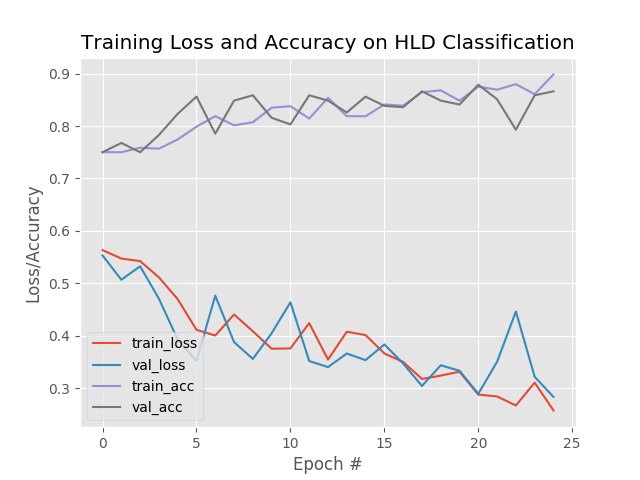 Training Loss and Accuracy on HLD Classification
0.9
0.8
0.7
0.6
0.5
0.4
0.3
Loss/Accuracy
train_loss
val_loss
train_acc
val_acc
0 5 10 15 20 25
Epoch #